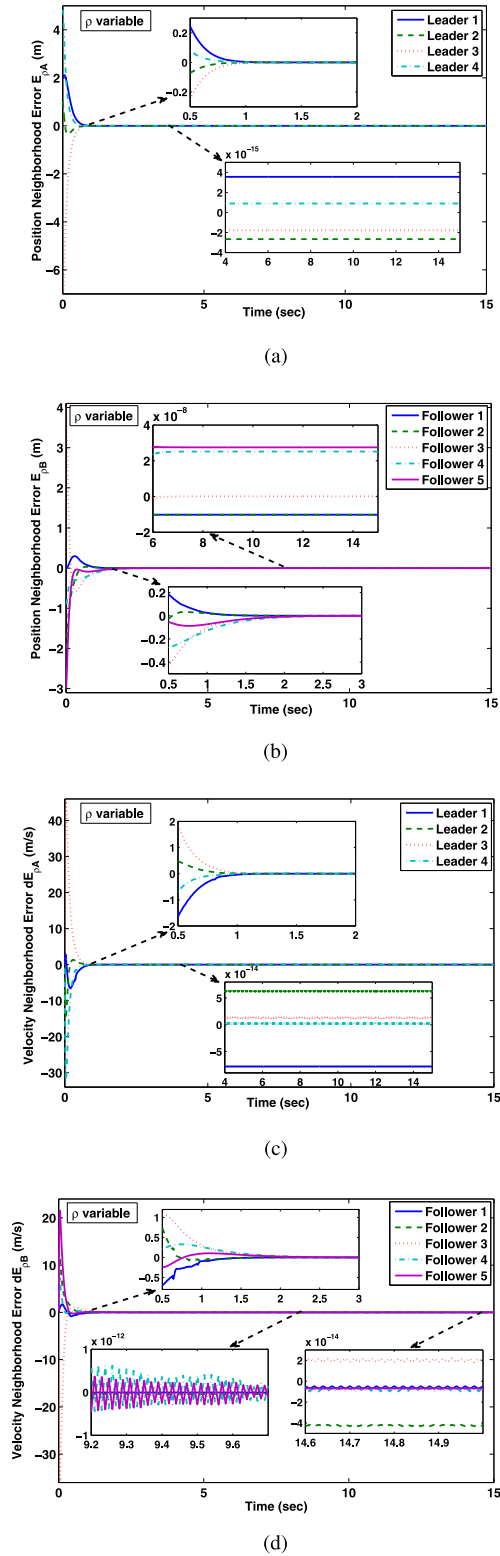 ρ variable
Leader 1
Leader 2
Leader 3
Leader 4
Position Neighborhood Error EρA (m)
4
2
0
−2
−4
−6
0.2
0
−0.2
0.5 1 1.5 2
x 10−15
4
2
0
−2
−4
4 6 8 10 12 14
0 5 10 15
Time (sec)
(a)
ρ variable
Follower 1
Follower 2
Follower 3
Follower 4
Follower 5
Position Neighborhood Error EρB (m)
4
3
2
1
0
−1
−2
−3
x 10−8
4
2
0
−2
6 8 10 12 14
0.2
0
−0.2
−0.4
0.5 1 1.5 2 2.5 3
0 5 10 15
Time (sec)
(b)
ρ variable
Leader 1
Leader 2
Leader 3
Leader 4
Velocity Neighborhood Error dEρA (m/s)
40
30
20
10
0
−10
−20
−30
2
1
0
−1
−2
0.5 1 1.5 2
x 10−14
5
0
−5
4 6 8 10 12 14
0 5 10 15
Time (sec)
(c)
ρ variable
Follower 1
Follower 2
Follower 3
Follower 4
Follower 5
Velocity Neighborhood Error dEρB (m/s)
20
10
0
−10
−20
−30
1
0.5
0
−0.5
0.5 1 1.5 2 2.5 3
x 10−12
1
0
−1
9.2 9.3 9.4 9.5 9.6
x 10−14
2
0
−2
−4
14.6 14.7 14.8 14.9
0 5 10 15
Time (sec)
(d)